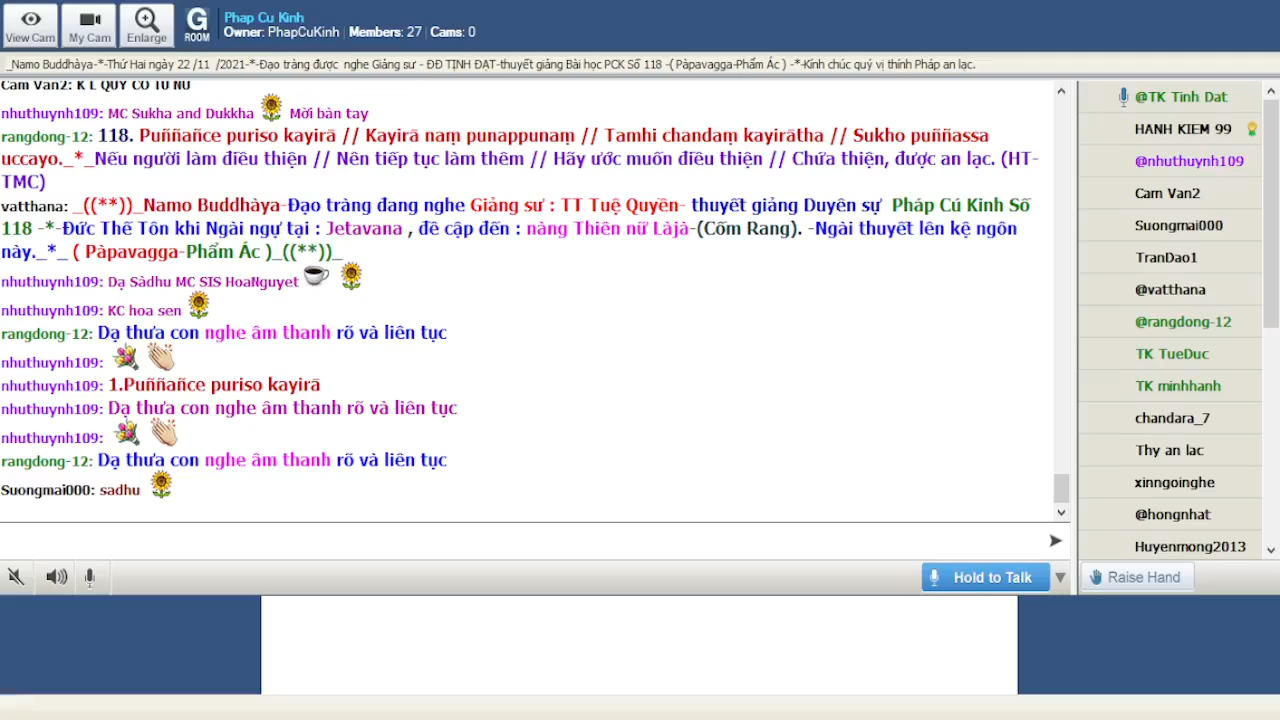 View Cam
My Cam
Enlarge
G
ROOM
Phap Cu Kinh
Owner: PhapCuKinh | Members: 27 | Cams: 0
_Namo Buddhàya-*-Thứ Hai ngày 22 /11 /2021-*-Đạo tràng được nghe Giảng sư - ĐĐ TỊNH ĐẠT-thuyết giảng Bài học PCK Số 118 -( Pàpavagga-Phẩm Ác ) -*-Kính chúc quý vị thính Pháp an lạc.
Cam Van2: K L QUY CO TU NU
nhuthuynh109: MC Sukha and Dukkha Mời bàn tay
rangdong-12: 118. Puññañce puriso kayirā // Kayirā naṃ punappunaṃ // Tamhi chandaṃ kayirātha // Sukho puññassa
uccayo._*_Nếu người làm điều thiện // Nên tiếp tục làm thêm // Hãy ước muốn điều thiện // Chứa thiện, được an lạc. (HT-
TMC)
vatthana: _((**))_Namo Buddhàya-Đạo tràng đang nghe Giảng sư : TT Tuệ Quyền- thuyết giảng Duyên sự Pháp Cú Kinh Số
118 -*-Đức Thế Tôn khi Ngài ngự tại : Jetavana , đề cập đến : nàng Thiên nữ Làjà-(Cốm Rang). -Ngài thuyết lên kệ ngôn
này._*_ ( Pàpavagga-Phẩm Ác )_((**))_
nhuthuynh109: Dạ Sàdhu MC SIS HoaNguyet
nhuthuynh109: KC hoa sen
rangdong-12: Dạ thưa con nghe âm thanh rõ và liên tục
nhuthuynh109:
nhuthuynh109: 1.Puññañce puriso kayirā
nhuthuynh109: Dạ thưa con nghe âm thanh rõ và liên tục
nhuthuynh109:
rangdong-12: Dạ thưa con nghe âm thanh rõ và liên tục
Suongmai000: sadhu
Hold to Talk
@TK Tinh Dat
HANH KIEM 99
@nhuthuynh109
Cam Van2
Suongmai000
TranDao1
@vatthana
@rangdong-12
TK TueDuc
TK minhhanh
chandara_7
Thy an lac
xinngoinghe
@hongnhat
Huyenmong2013
Raise Hand